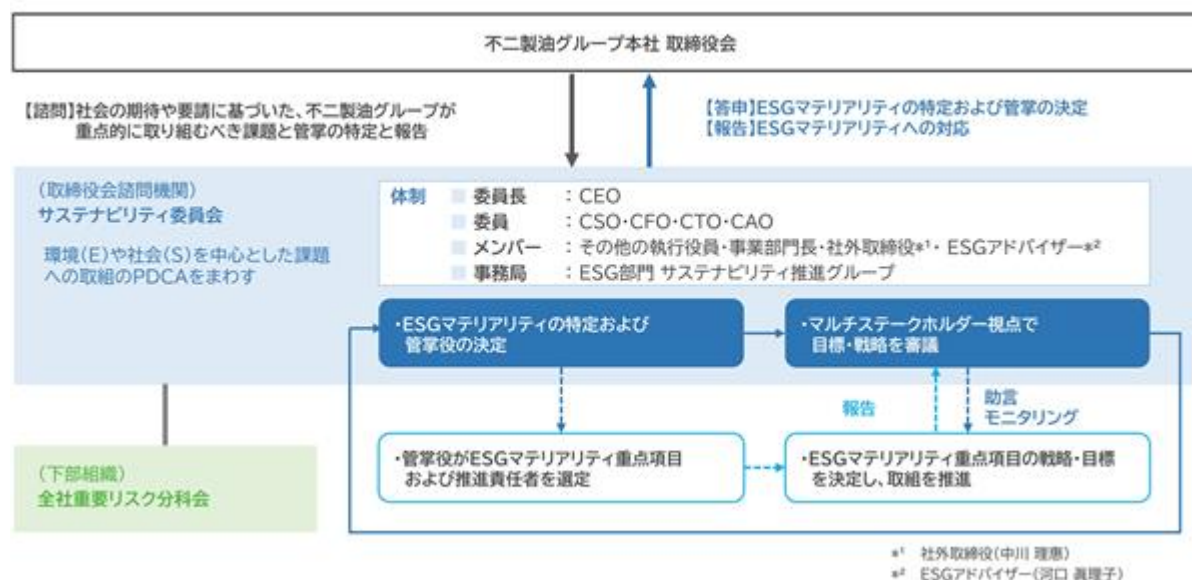 不二製油グループ本社 取締役会
【諮問】社会の期待や要請に基づいた、不二製油グループが
重点的に取り組むべき課題と管掌の特定と報告
【答申】ESGマテリアリティの特定および管掌の決定
【報告】ESGマテリアリティへの対応
（取締役会諮問機関）
サステナビリティ委員会
環境（E）や社会（S）を中心とした課題
への取組のPDCAをまわす
体制 ■ 委員長 ：CEO
■ 委員 ：CSO・CFO・CTO・CAO
■ メンバー ：その他の執行役員・事業部門長・社外取締役*1・ ESGアドバイザー*2
■ 事務局 ：ESG部門 サステナビリティ推進グループ
・ESGマテリアリティの特定および
管掌役の決定
・マルチステークホルダー視点で
目標・戦略を審議
報告
助言
モニタリング
・管掌役がESGマテリアリティ重点項目
および推進責任者を選定
・ESGマテリアリティ重点項目の戦略・目標
を決定し、取組を推進
（下部組織）
全社重要リスク分科会
*1 社外取締役（中川 理惠）
*2 ESGアドバイザー（河口 眞理子）